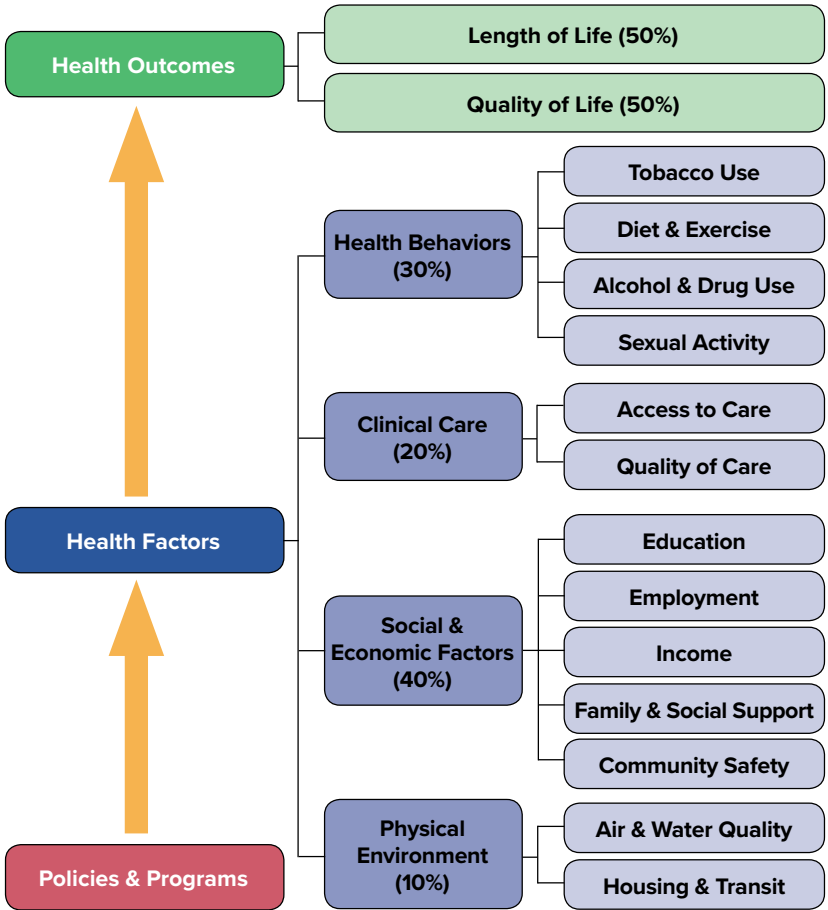 Health Outcomes
Length of Life (50%)
Quality of Life (50%)
Health Factors
Health Behaviors
(30%)
Tobacco Use
Diet & Exercise
Alcohol & Drug Use
Sexual Activity
Clinical Care
(20%)
Access to Care
Quality of Care
Social &
Economic Factors
(40%)
Education
Employment
Income
Family & Social Support
Community Safety
Physical
Environment
(10%)
Air & Water Quality
Housing & Transit
Policies & Programs